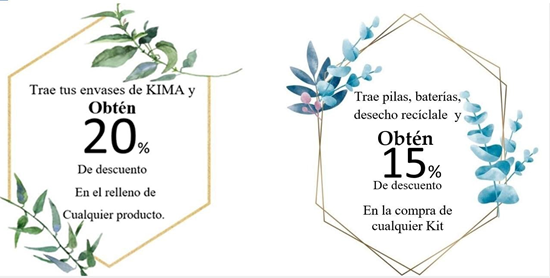 Trae tus envases de KIMA y
Obtén
20%
De descuento
En el relleno de
Cualquier producto.
Trae pilas, baterías,
desecho recíclale y
Obtén
15%
De descuento
En la compra de
cualquier Kit